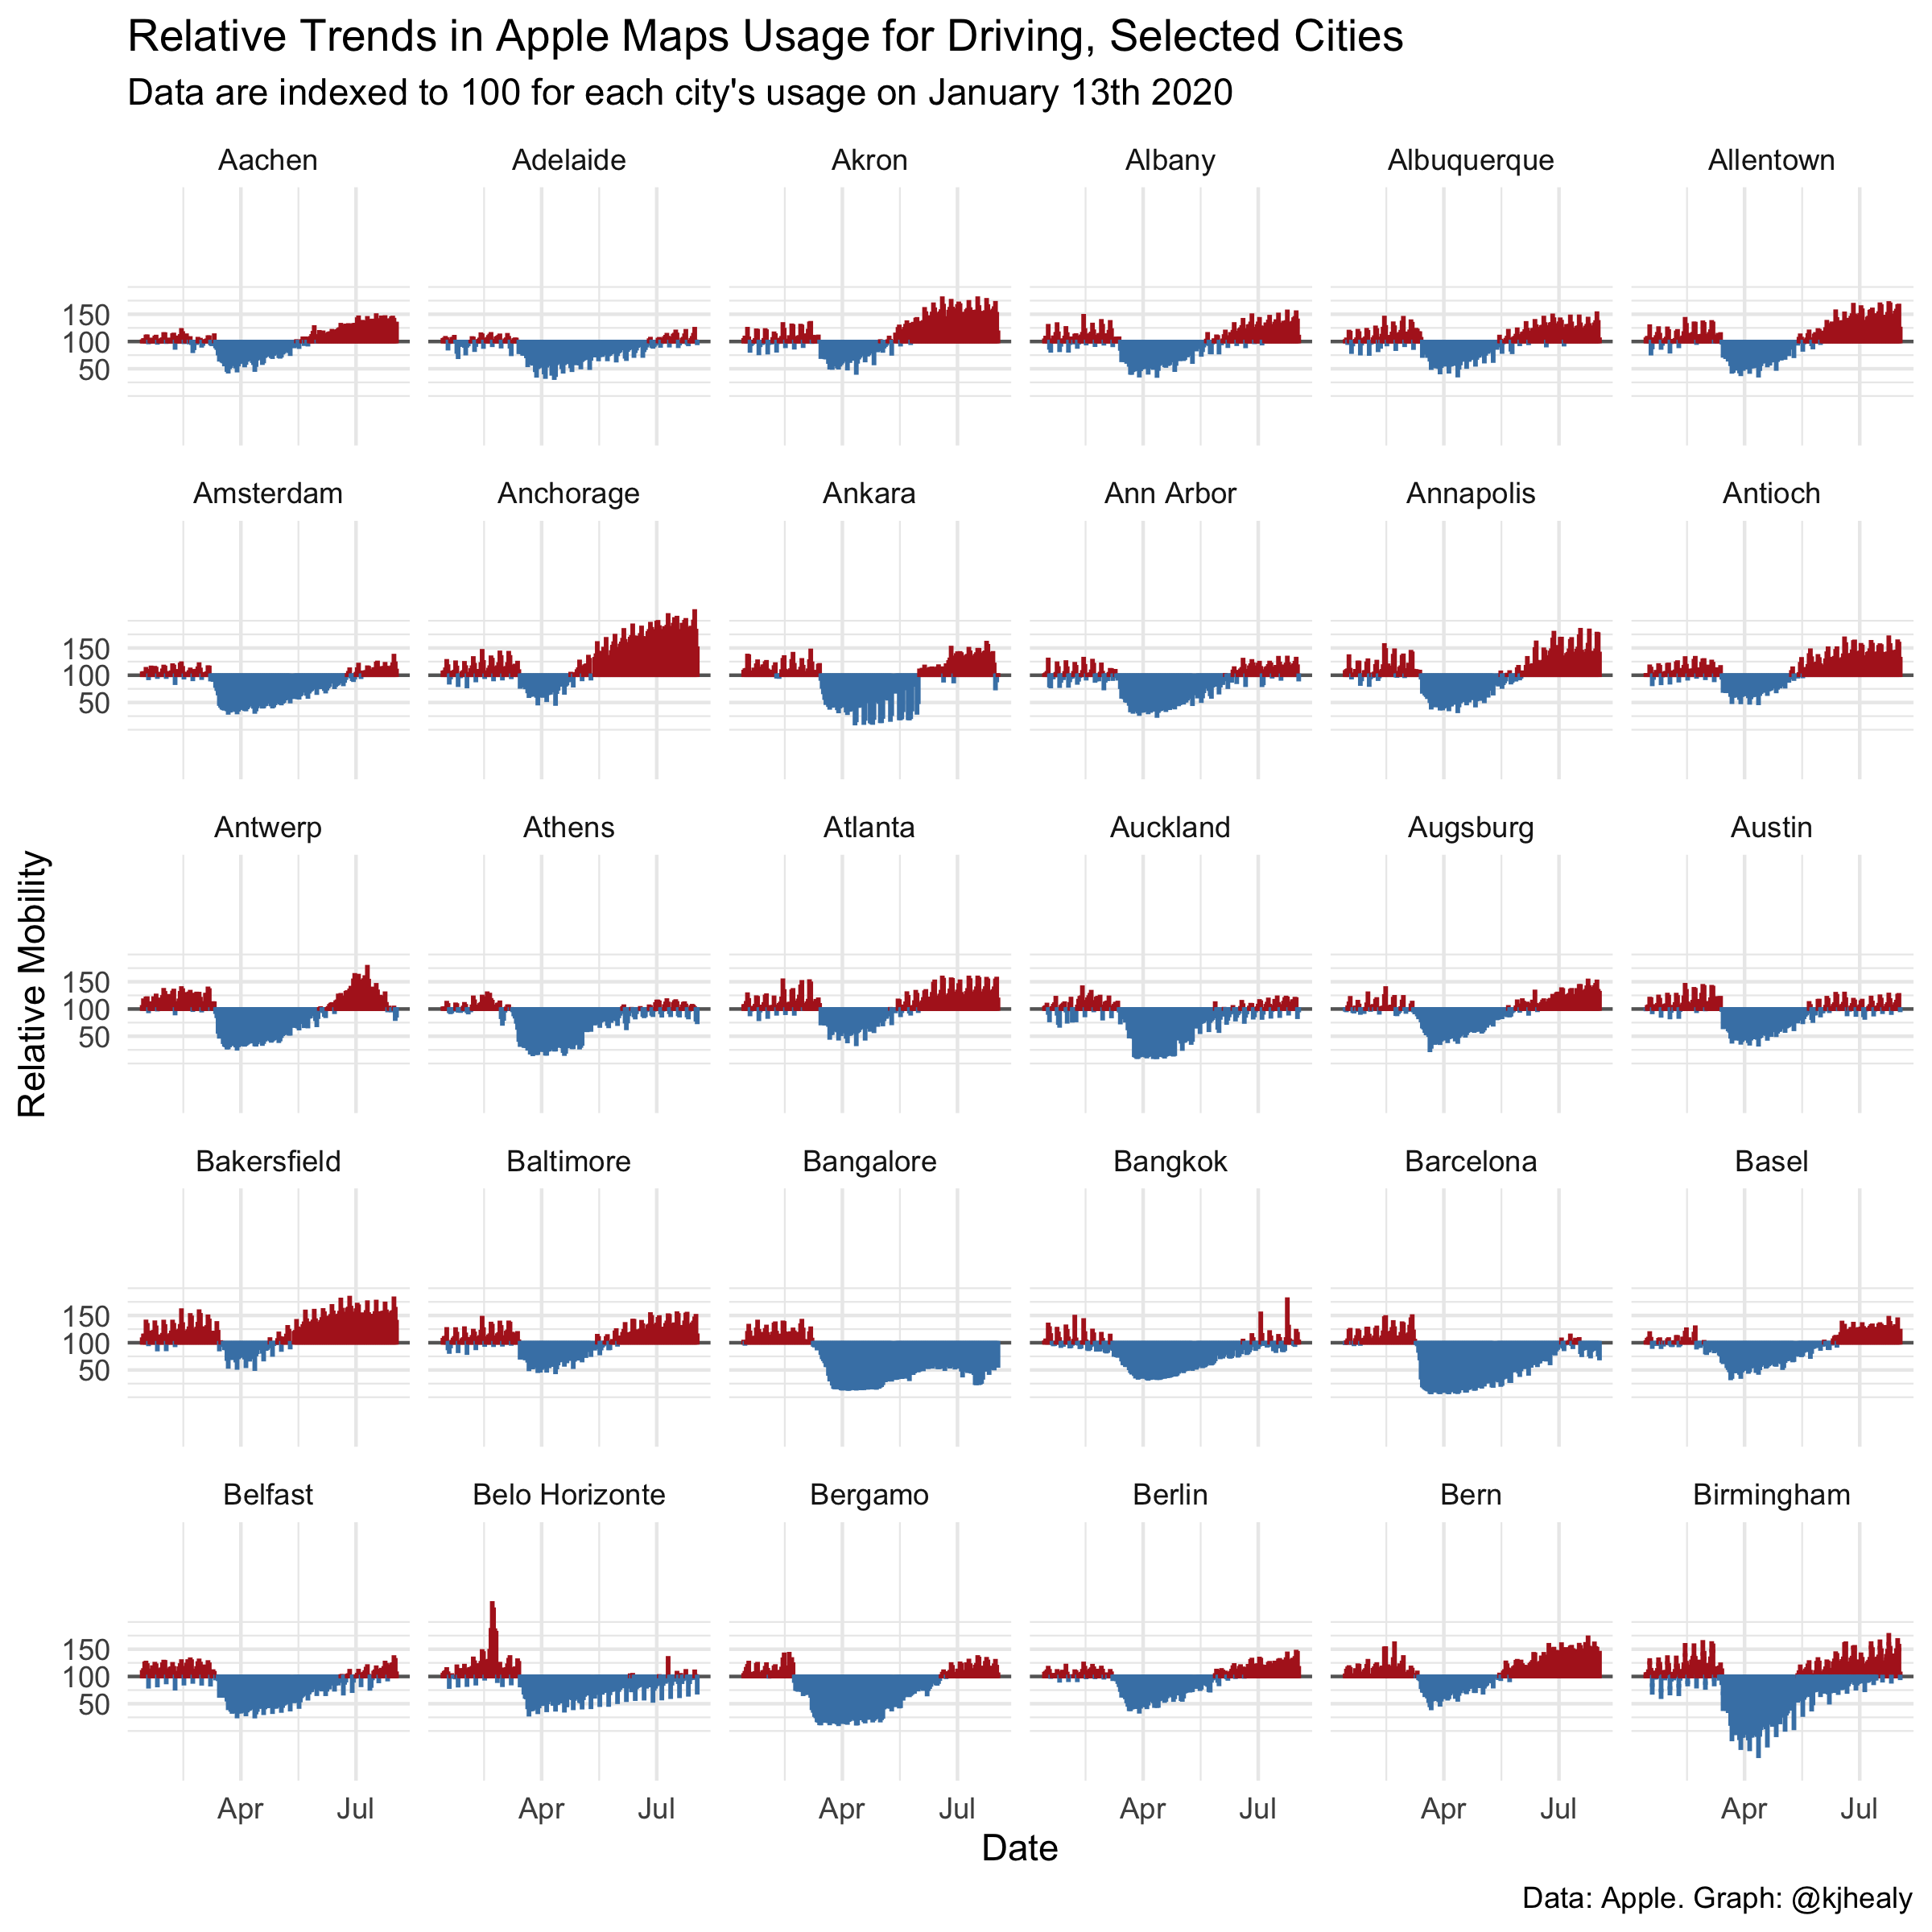 Relative Trends in Apple Maps Usage for Driving, Selected Cities
Data are indexed to 100 for each city's usage on January 13th 2020
Aachen Adelaide Akron Albany Albuquerque Allentown
150
100
50
Amsterdam Anchorage Ankara Ann Arbor Annapolis Antioch
150
100
50
Antwerp Athens Atlanta Auckland Augsburg Austin
150
100
50
Relative Mobility
Bakersfield Baltimore Bangalore Bangkok Barcelona Basel
150
100
50
Belfast Belo Horizonte Bergamo Berlin Bern Birmingham
150
100
50
Apr Jul Apr Jul Apr Jul Apr Jul Apr Jul Apr Jul
Date
Data: Apple. Graph: @kjhealy